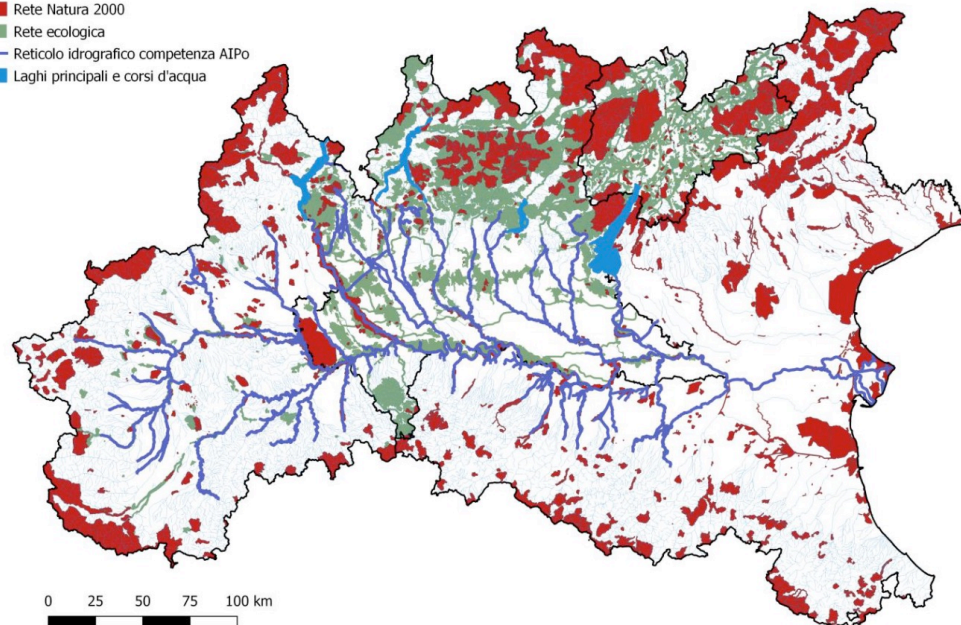 Rete Natura 2000
Rete ecologica
Reticolo idrografico competenza AIPo
Laghi principali e corsi d'acqua
0 25 50 75 100 km